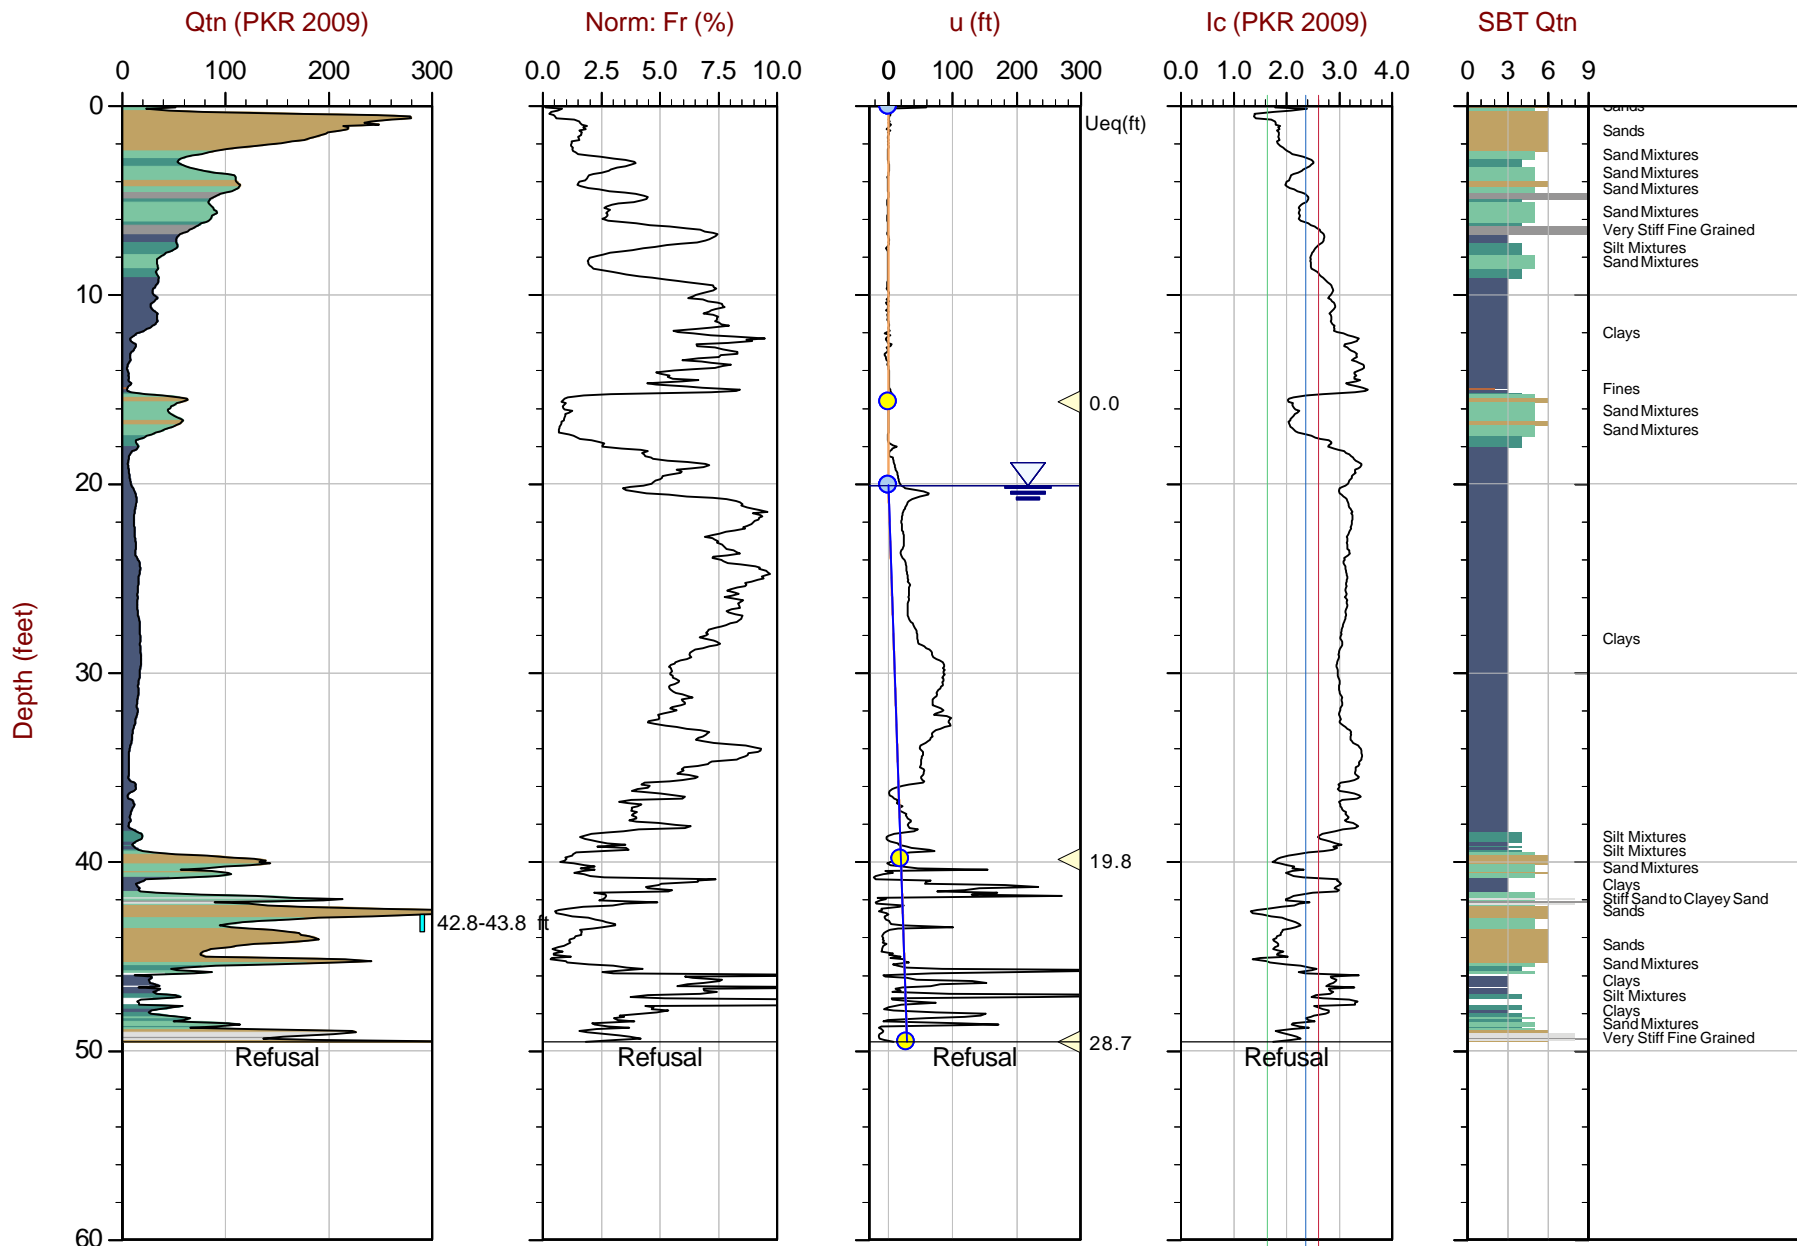 Qtn (PKR 2009) Norm: Fr (%) u (ft) Ic (PKR 2009) SBT Qtn
0 100 200 300 0.0 2.5 5.0 7.5 10.0 0 100 200 300 0.0 1.0 2.0 3.0 4.0 0 3 6 9
0
Sands
Ueq(ft)
Sands
Sand Mixtures
Sand Mixtures
Sand Mixtures
Sand Mixtures
Very Stiff Fine Grained
Silt Mixtures
Sand Mixtures
10
Clays
Fines
0.0
Sand Mixtures
Sand Mixtures
20
Depth (feet)
Clays
30
Silt Mixtures
Silt Mixtures
40
19.8
Sand Mixtures
Clays
Stiff Sand to Clayey Sand
Sands
42.8-43.8 ft
Sands
Sand Mixtures
Clays
Silt Mixtures
Clays
Sand Mixtures
Very Stiff Fine Grained
28.7
50
Refusal Refusal Refusal Refusal
60